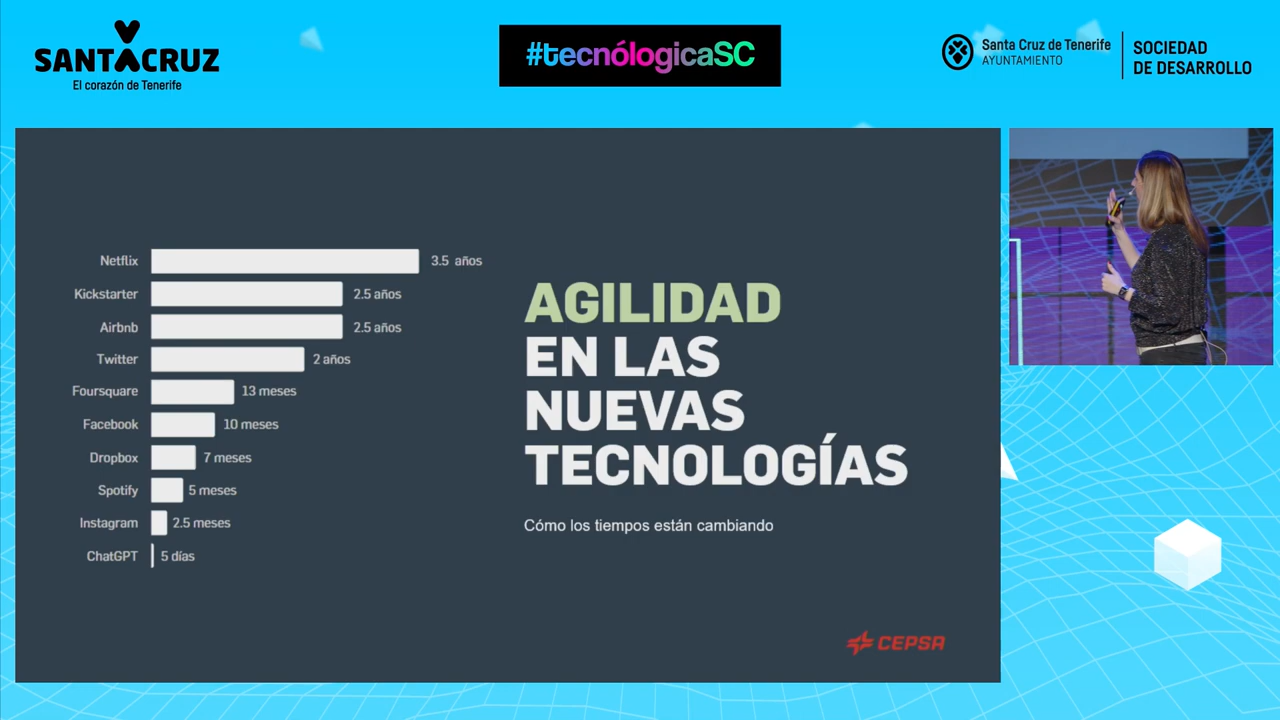 SANTACRUZ
El corazón de Tenerife
#tecnólogicaSC
Santa Cruz de Tenerife
AYUNTAMIENTO
SOCIEDAD
DE DESARROLLO
Netflix 3.5 años
Kickstarter 2.5 años
Airbnb 2.5 años
Twitter 2 años
Foursquare 13 meses
Facebook 10 meses
Dropbox 7 meses
Spotify 5 meses
Instagram 2.5 meses
ChatGPT 5 días
AGILIDAD
EN LAS
NUEVAS
TECNOLOGÍAS
Cómo los tiempos están cambiando
CEPSA